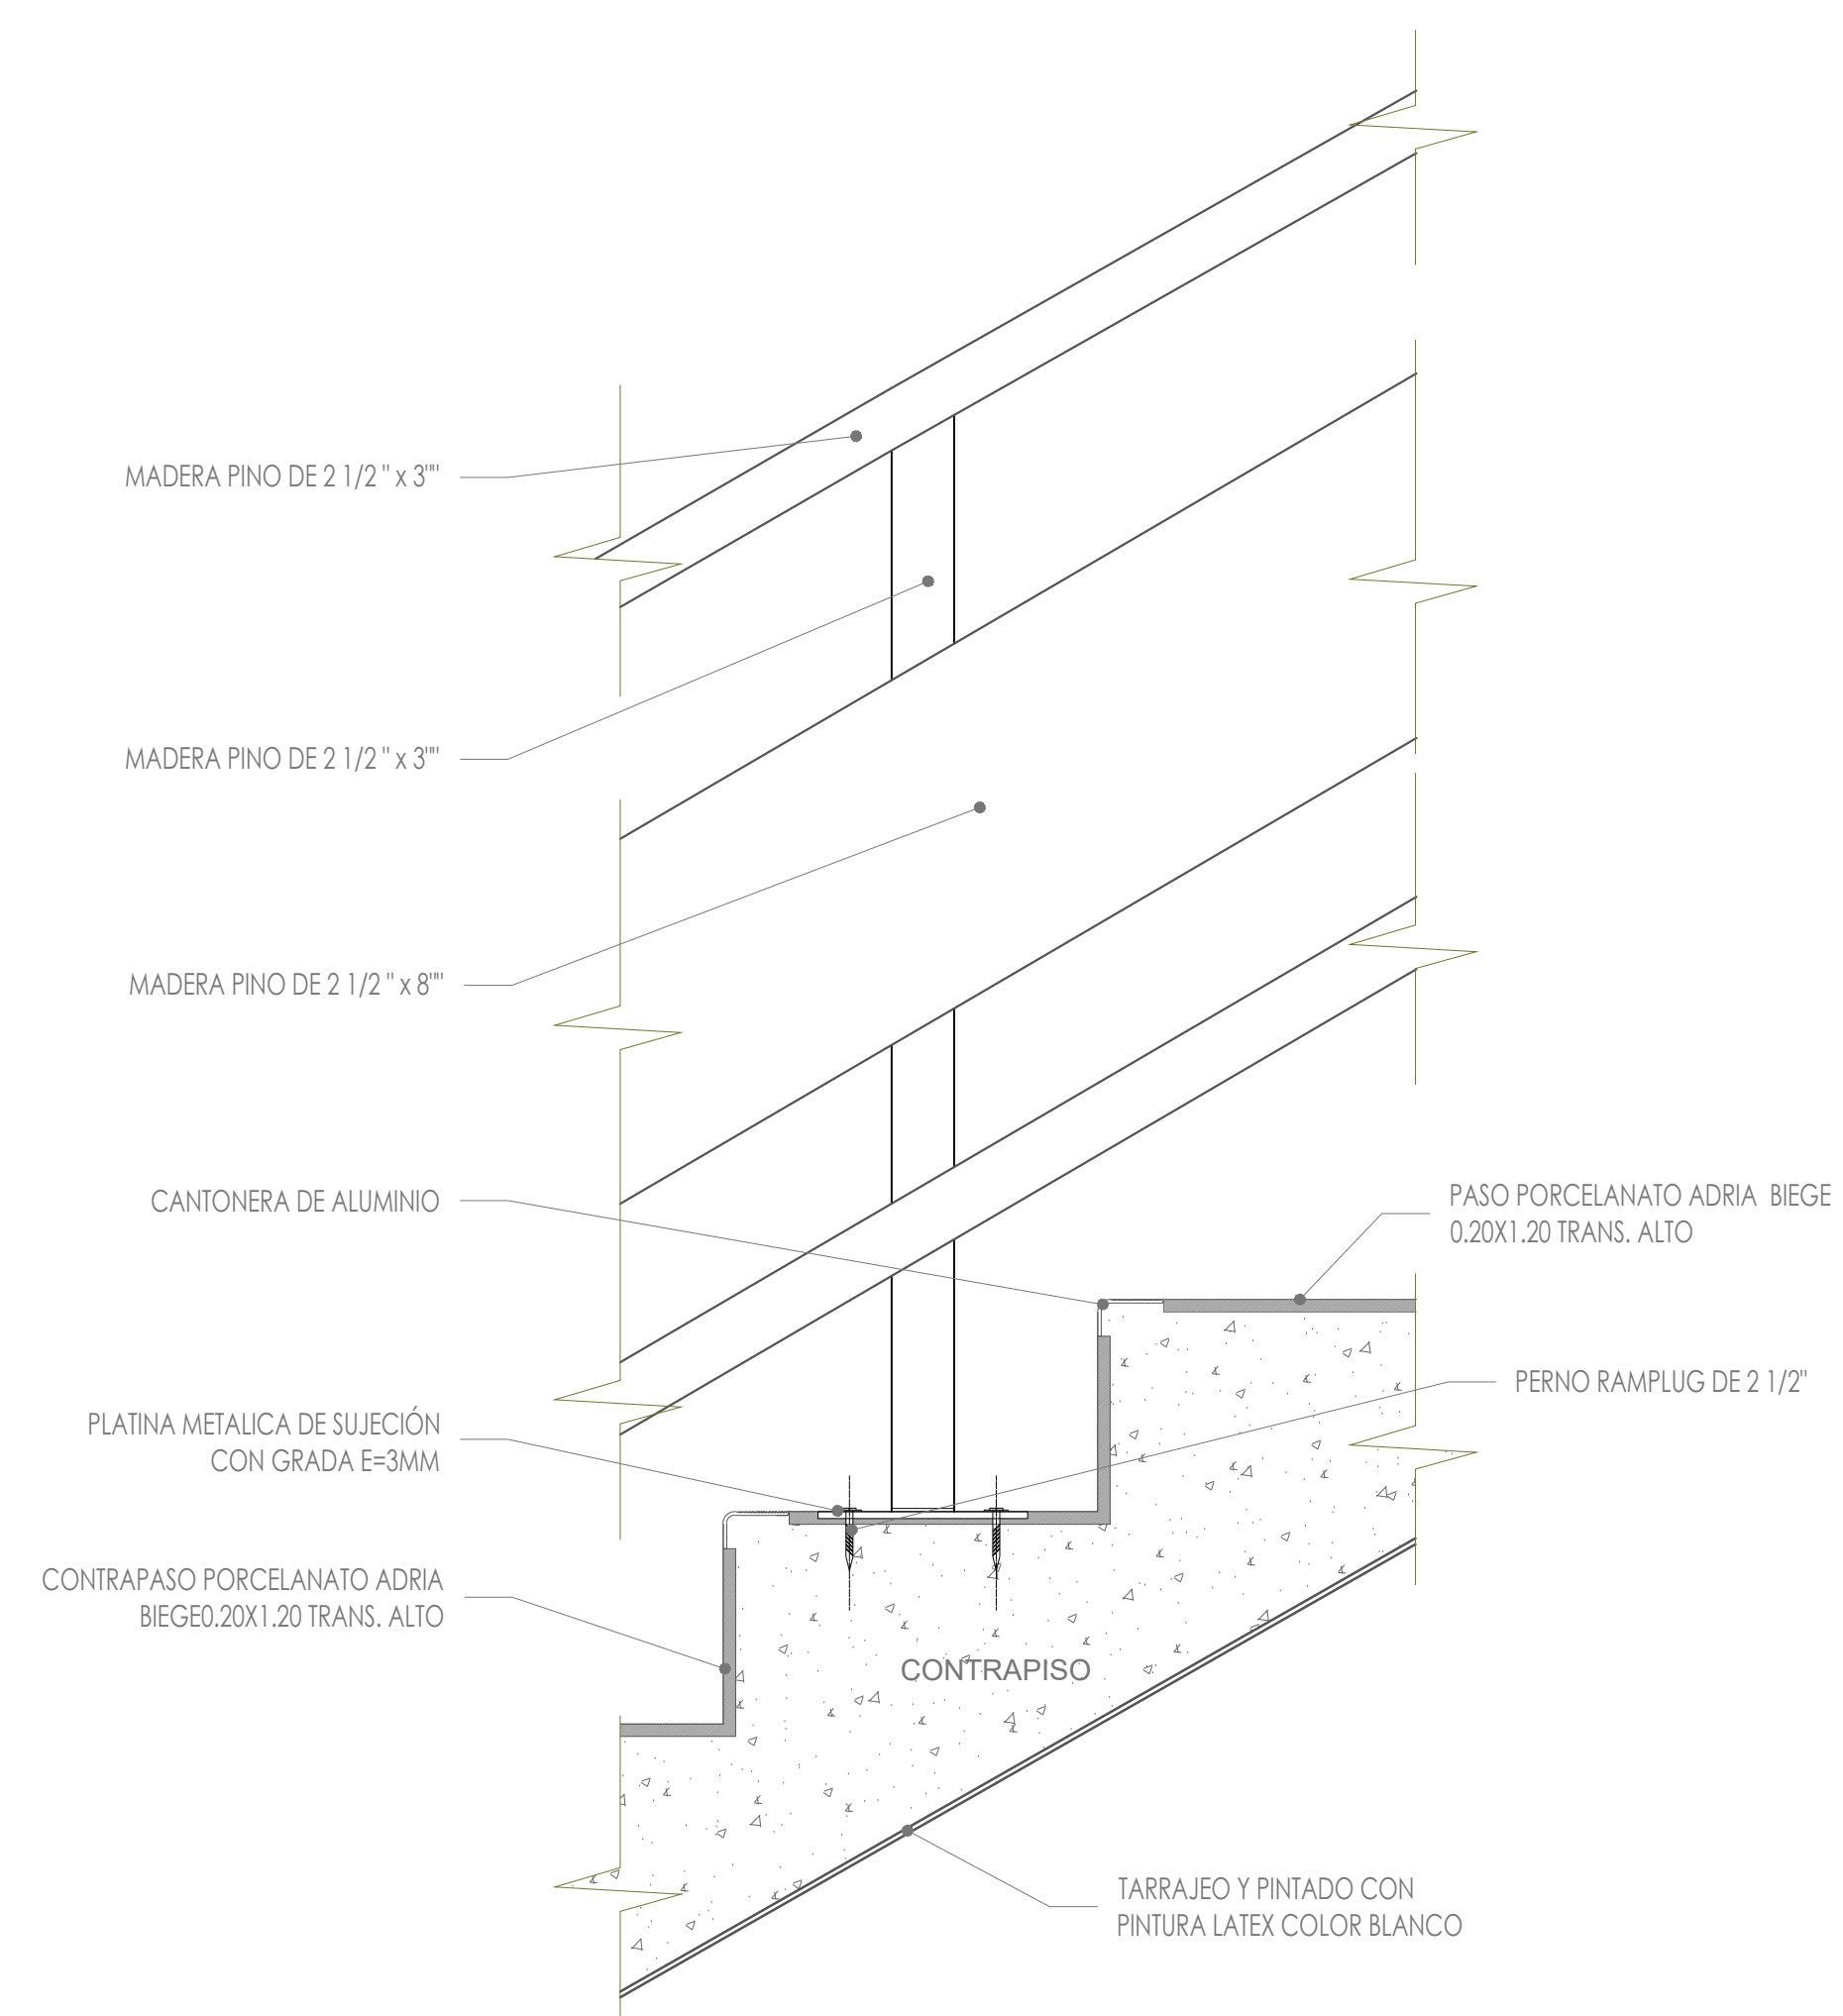 MADERA PINO DE 2 1/2 " x 3""
MADERA PINO DE 2 1/2 " x 3""
MADERA PINO DE 2 1/2 " x 8""
CANTONERA DE ALUMINIO
PASO PORCELANATO ADRIA BIEGE
0.20X1.20 TRANS. ALTO
PERNO RAMPLUG DE 2 1/2"
PLATINA METALICA DE SUJECIÓN
CON GRADA E=3MM
CONTRAPASO PORCELANATO ADRIA
BIEGE0.20X1.20 TRANS. ALTO
CONTRAPISO
TARRAJEO Y PINTADO CON
PINTURA LATEX COLOR BLANCO